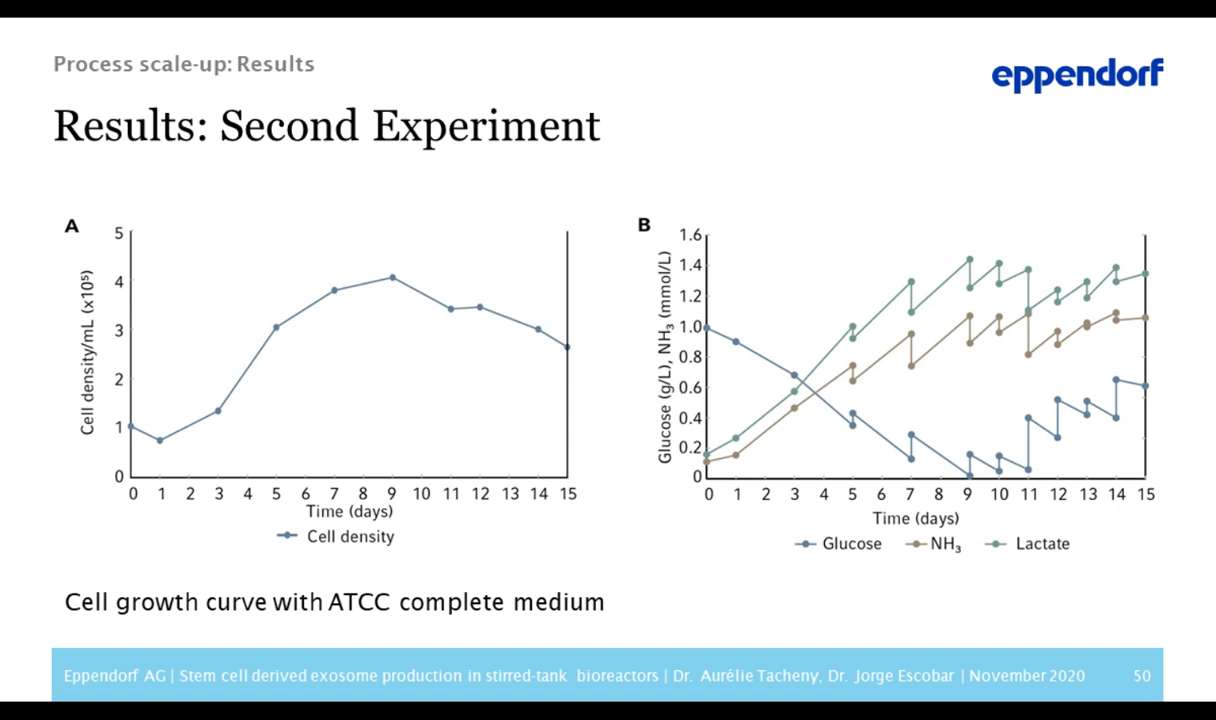 Process scale-up: Results
eppendorf
Results: Second Experiment
A
5
4
3
2
1
0
Cell density/mL (x10⁵)
0 1 2 3 4 5 6 7 8 9 10 11 12 13 14 15
Time (days)
Cell density
B
1.6
1.4
1.2
1.0
0.8
0.6
0.4
0.2
0
Glucose (g/L), NH₃ (mmol/L)
0 1 2 3 4 5 6 7 8 9 10 11 12 13 14 15
Time (days)
Glucose NH₃ Lactate
Cell growth curve with ATCC complete medium
Eppendorf AG | Stem cell derived exosome production in stirred-tank bioreactors | Dr. Aurélie Tacheny, Dr. Jorge Escobar | November 2020 50